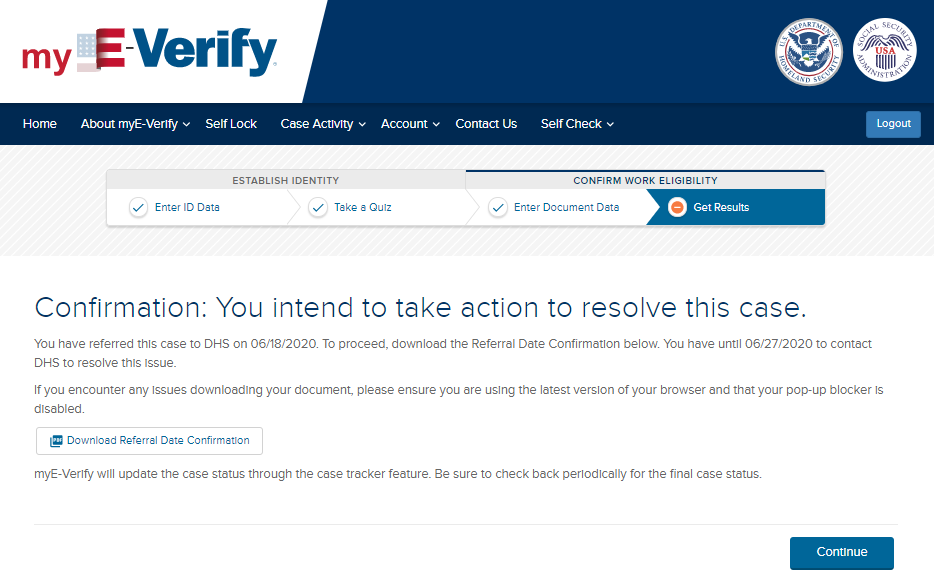 my E-Verify
U.S. DEPARTMENT OF HOMELAND SECURITY
SOCIAL SECURITY ADMINISTRATION
USA
Home About myE-Verify Self Lock Case Activity Account Contact Us Self Check Logout
ESTABLISH IDENTITY CONFIRM WORK ELIGIBILITY
Enter ID Data Take a Quiz Enter Document Data Get Results
Confirmation: You intend to take action to resolve this case.
You have referred this case to DHS on 06/18/2020. To proceed, download the Referral Date Confirmation below. You have until 06/27/2020 to contact
DHS to resolve this issue.
If you encounter any issues downloading your document, please ensure you are using the latest version of your browser and that your pop-up blocker is
disabled.
PDF Download Referral Date Confirmation
myE-Verify will update the case status through the case tracker feature. Be sure to check back periodically for the final case status.
Continue